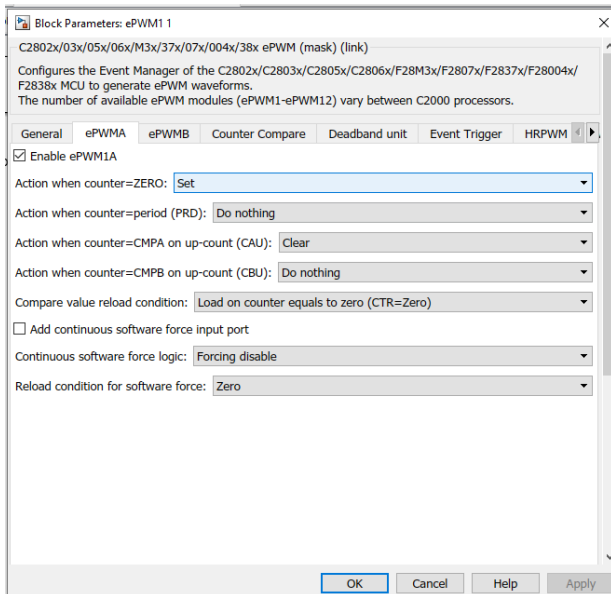 Block Parameters: ePWM1 1
C2802x/03x/05x/06x/M3x/37x/07x/004x/38x ePWM (mask) (link)
Configures the Event Manager of the C2802x/C2803x/C2805x/C2806x/F28M3x/F2807x/F2837x/F28004x/
F2838x MCU to generate ePWM waveforms.
The number of available ePWM modules (ePWM1-ePWM12) vary between C2000 processors.
General ePWMA ePWMB Counter Compare Deadband unit Event Trigger HRPWM
Enable ePWM1A
Action when counter=ZERO: Set
Action when counter=period (PRD): Do nothing
Action when counter=CMPA on up-count (CAU): Clear
Action when counter=CMPB on up-count (CBU): Do nothing
Compare value reload condition: Load on counter equals to zero (CTR=Zero)
Add continuous software force input port
Continuous software force logic: Forcing disable
Reload condition for software force: Zero
OK Cancel Help Apply